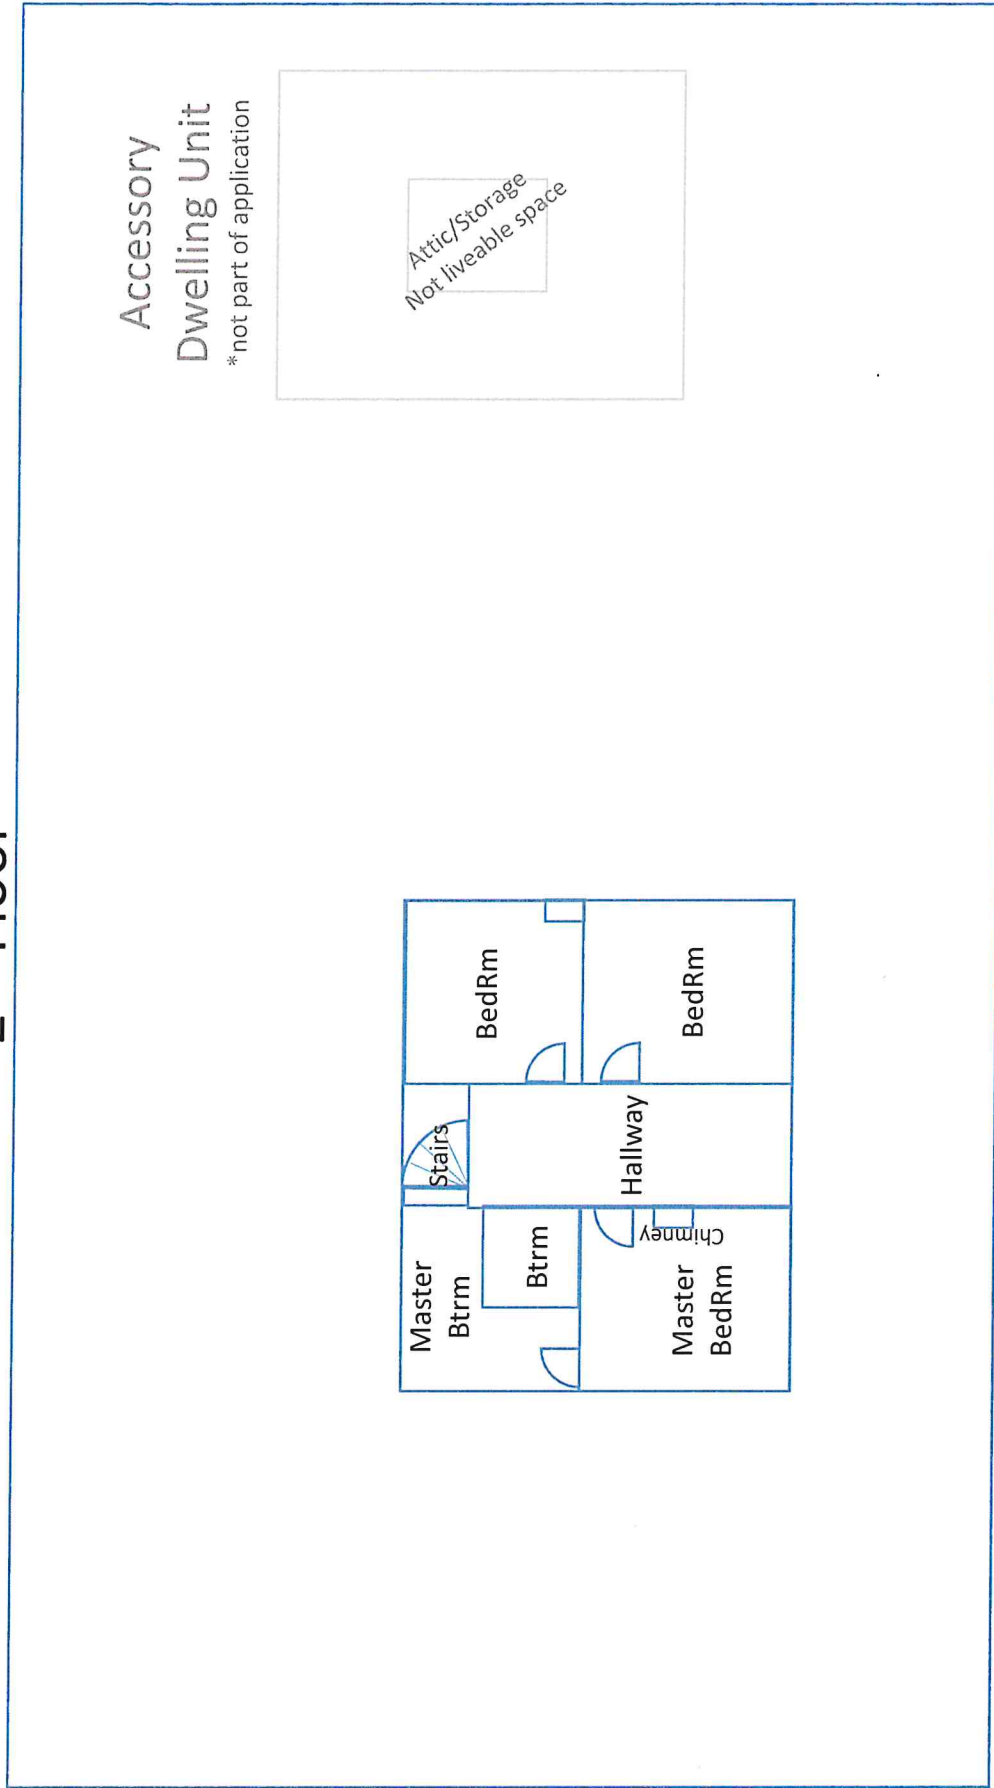 Accessory
Dwelling Unit
*not part of application
Attic/Storage
Not liveable space
Master
Btrm
Stairs
BedRm
Btrm
Hallway
Chimney
Master
BedRm
BedRm